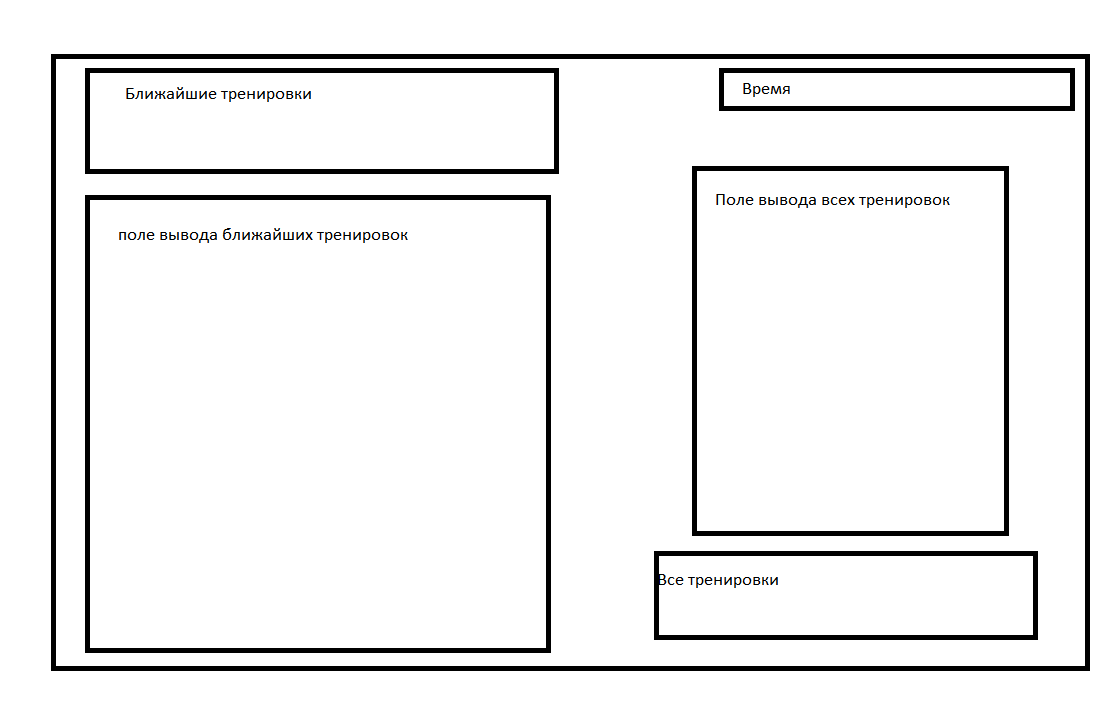 Ближайшие тренировки
Время
поле вывода ближайших тренировок
Поле вывода всех тренировок
Все тренировки